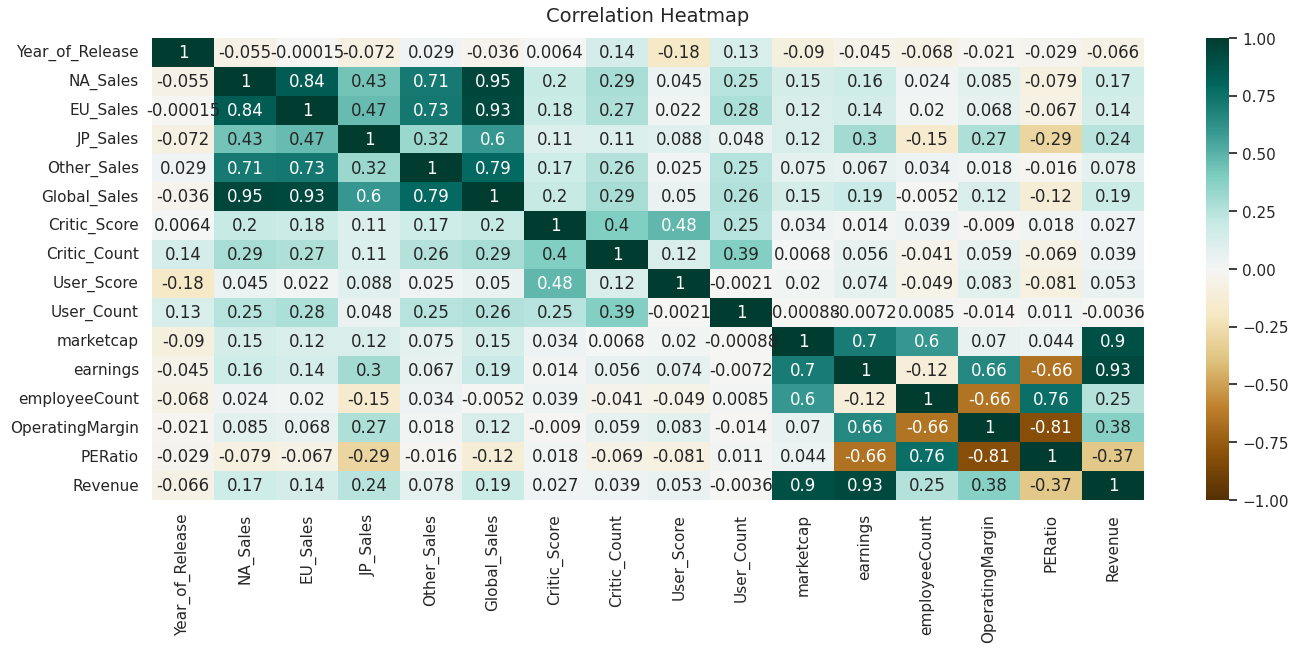 Correlation Heatmap
Year_of_Release 1 -0.055 -0.00015 -0.072 0.029 -0.036 0.0064 0.14 -0.18 0.13 -0.09 -0.045 -0.068 -0.021 -0.029 -0.066
NA_Sales -0.055 1 0.84 0.43 0.71 0.95 0.2 0.29 0.045 0.25 0.15 0.16 0.024 0.085 -0.079 0.17
EU_Sales -0.00015 0.84 1 0.47 0.73 0.93 0.18 0.27 0.022 0.28 0.12 0.14 0.02 0.068 -0.067 0.14
JP_Sales -0.072 0.43 0.47 1 0.32 0.6 0.11 0.11 0.088 0.048 0.12 0.3 -0.15 0.27 -0.29 0.24
Other_Sales 0.029 0.71 0.73 0.32 1 0.79 0.17 0.26 0.025 0.25 0.075 0.067 0.034 0.018 -0.016 0.078
Global_Sales -0.036 0.95 0.93 0.6 0.79 1 0.2 0.29 0.05 0.26 0.15 0.19 -0.0052 0.12 -0.12 0.19
Critic_Score 0.0064 0.2 0.18 0.11 0.17 0.2 1 0.4 0.48 0.25 0.034 0.014 0.039 -0.009 0.018 0.027
Critic_Count 0.14 0.29 0.27 0.11 0.26 0.29 0.4 1 0.12 0.39 0.0068 0.056 -0.041 0.059 -0.069 0.039
User_Score -0.18 0.045 0.022 0.088 0.025 0.05 0.48 0.12 1 -0.0021 0.02 0.074 -0.049 0.083 -0.081 0.053
User_Count 0.13 0.25 0.28 0.048 0.25 0.26 0.25 0.39 -0.0021 1 -0.00088 -0.0072 0.0085 -0.014 0.011 -0.0036
marketcap -0.09 0.15 0.12 0.12 0.075 0.15 0.034 0.0068 0.02 -0.00088 1 0.7 0.6 0.07 0.044 0.9
earnings -0.045 0.16 0.14 0.3 0.067 0.19 0.014 0.056 0.074 -0.0072 0.7 1 -0.12 0.66 -0.66 0.93
employeeCount -0.068 0.024 0.02 -0.15 0.034 -0.0052 0.039 -0.041 -0.049 0.0085 0.6 -0.12 1 -0.66 0.76 0.25
OperatingMargin -0.021 0.085 0.068 0.27 0.018 0.12 -0.009 0.059 0.083 -0.014 0.07 0.66 -0.66 1 -0.81 0.38
PERatio -0.029 -0.079 -0.067 -0.29 -0.016 -0.12 0.018 -0.069 -0.081 0.011 0.044 -0.66 0.76 -0.81 1 -0.37
Revenue -0.066 0.17 0.14 0.24 0.078 0.19 0.027 0.039 0.053 -0.0036 0.9 0.93 0.25 0.38 -0.37 1
Year_of_Release
NA_Sales
EU_Sales
JP_Sales
Other_Sales
Global_Sales
Critic_Score
Critic_Count
User_Score
User_Count
marketcap
earnings
employeeCount
OperatingMargin
PERatio
Revenue
1.00
0.75
0.50
0.25
0.00
−0.25
−0.50
−0.75
−1.00